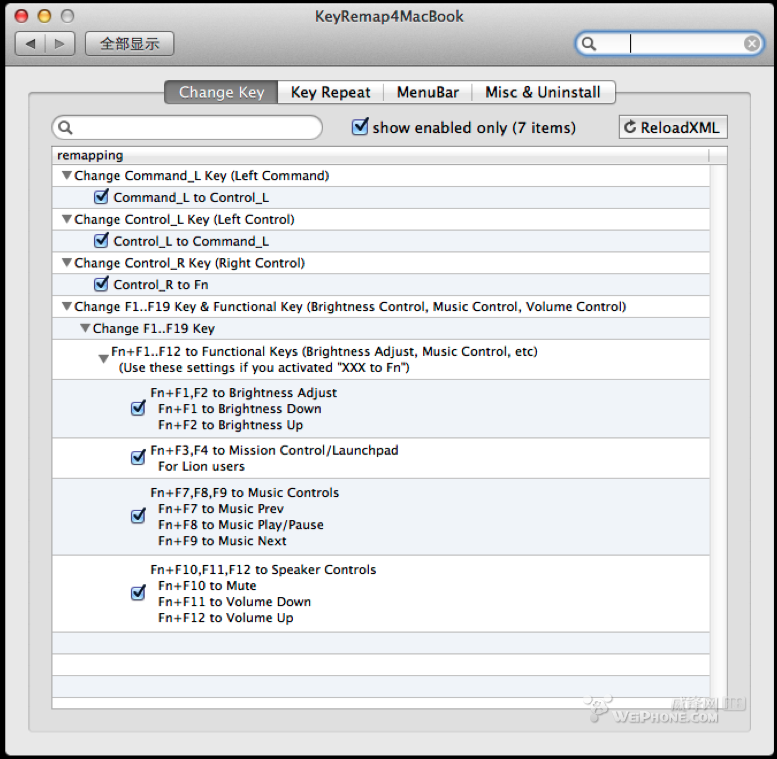 KeyRemap4MacBook
全部显示
Change Key
Key Repeat
MenuBar
Misc & Uninstall
show enabled only (7 items)
ReloadXML
remapping
Change Command_L Key (Left Command)
Command_L to Control_L
Change Control_L Key (Left Control)
Control_L to Command_L
Change Control_R Key (Right Control)
Control_R to Fn
Change F1..F19 Key & Functional Key (Brightness Control, Music Control, Volume Control)
Change F1..F19 Key
Fn+F1..F12 to Functional Keys (Brightness Adjust, Music Control, etc)
(Use these settings if you activated "XXX to Fn")
Fn+F1,F2 to Brightness Adjust
Fn+F1 to Brightness Down
Fn+F2 to Brightness Up
Fn+F3,F4 to Mission Control/Launchpad
For Lion users
Fn+F7,F8,F9 to Music Controls
Fn+F7 to Music Prev
Fn+F8 to Music Play/Pause
Fn+F9 to Music Next
Fn+F10,F11,F12 to Speaker Controls
Fn+F10 to Mute
Fn+F11 to Volume Down
Fn+F12 to Volume Up
威锋网
WEIPHONE.COM